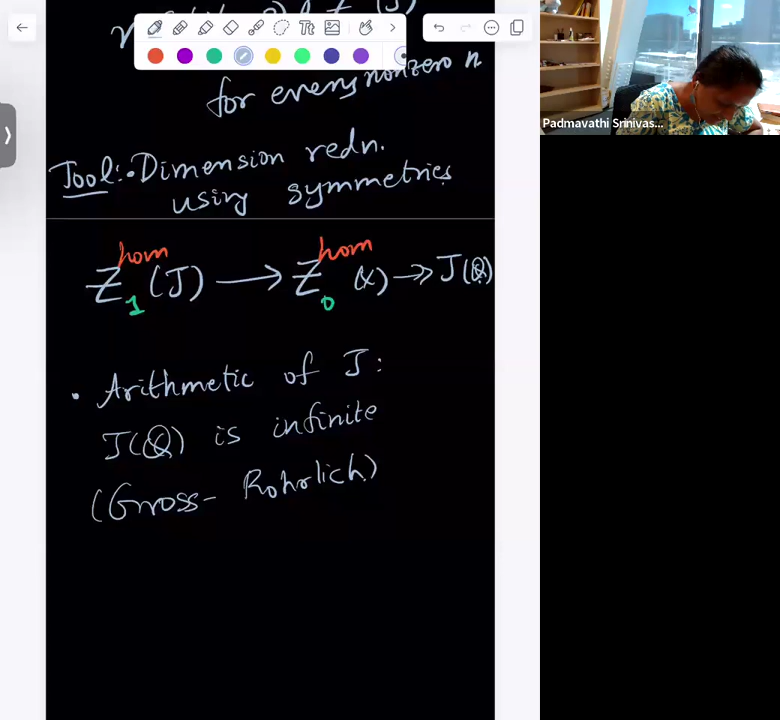 for every nonzero n
Tool: • Dimension redn.
using symmetries
Z₁^hom (J) → Z₀^hom (X) →> J(Q)
• Arithmetic of J:
J(Q) is infinite
(Gross- Rohrlich)
Padmavathi Srinivas...